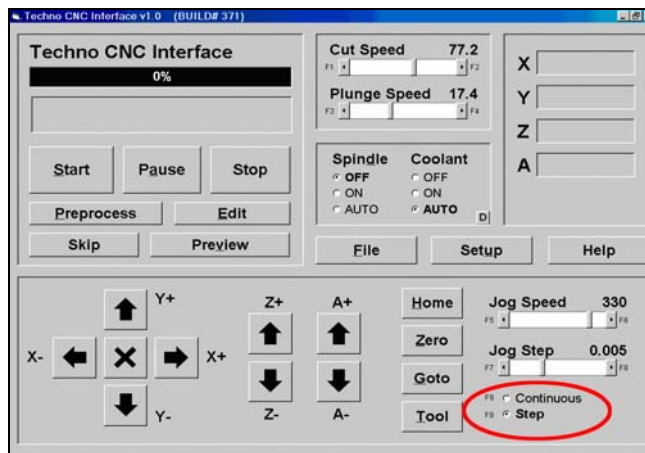 Techno CNC Interface v1.0 (BUILD# 371)
Techno CNC Interface
0%
Start Pause Stop
Preprocess Edit
Skip Preview
Cut Speed 77.2
F1 F2
Plunge Speed 17.4
F3 F4
Spindle Coolant
OFF OFF
ON ON
AUTO AUTO
D
X
Y
Z
A
File Setup Help
Y+
X- X+
Y-
Z+ A+
Z- A-
Home
Zero
Goto
Tool
Jog Speed 330
F5 F6
Jog Step 0.005
F7 F8
F9 Continuous
Step